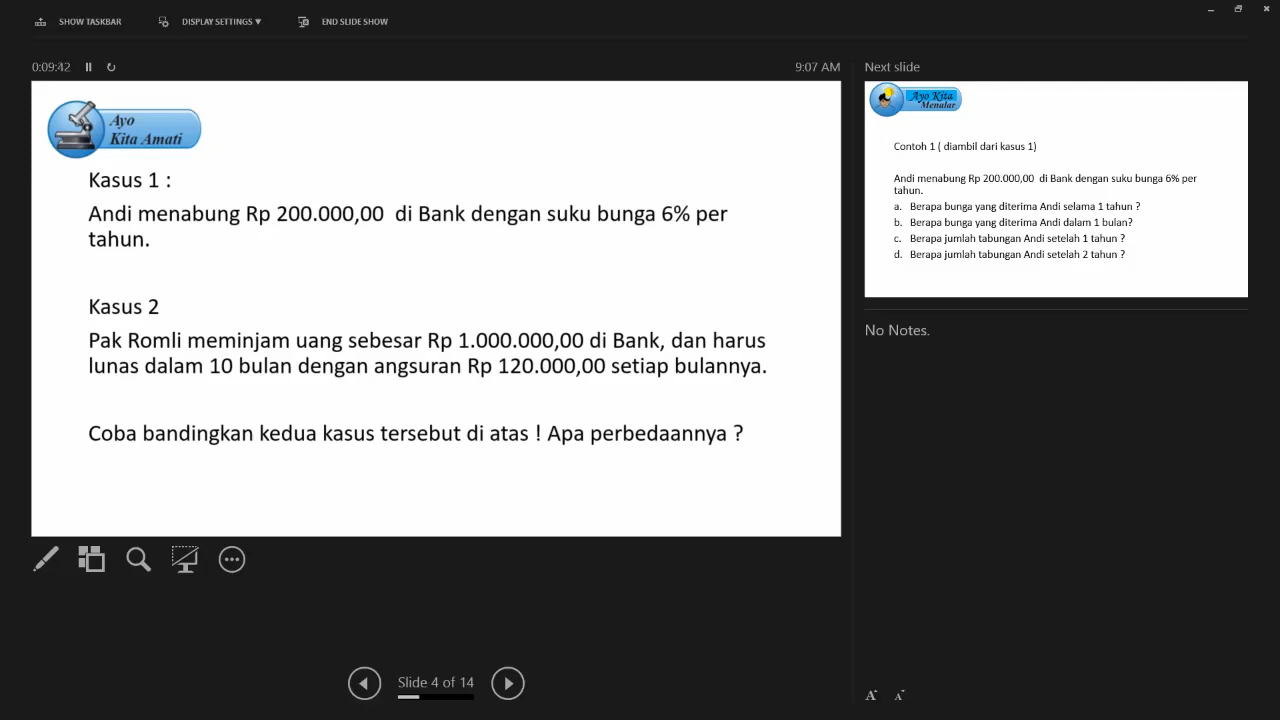 SHOW TASKBAR
DISPLAY SETTINGS ▼
END SLIDE SHOW
0:09:42
9:07 AM
Next slide
Ayo
Kita Amati
Kasus 1 :
Andi menabung Rp 200.000,00  di Bank dengan suku bunga 6% per
tahun.
Kasus 2
Pak Romli meminjam uang sebesar Rp 1.000.000,00 di Bank, dan harus
lunas dalam 10 bulan dengan angsuran Rp 120.000,00 setiap bulannya.
Coba bandingkan kedua kasus tersebut di atas ! Apa perbedaannya ?
Slide 4 of 14
Ayo Kita
Menalar
Contoh 1 ( diambil dari kasus 1)
Andi menabung Rp 200.000,00  di Bank dengan suku bunga 6% per
tahun.
a. Berapa bunga yang diterima Andi selama 1 tahun ?
b. Berapa bunga yang diterima Andi dalam 1 bulan?
c. Berapa jumlah tabungan Andi setelah 1 tahun ?
d. Berapa jumlah tabungan Andi setelah 2 tahun ?
No Notes.
A A